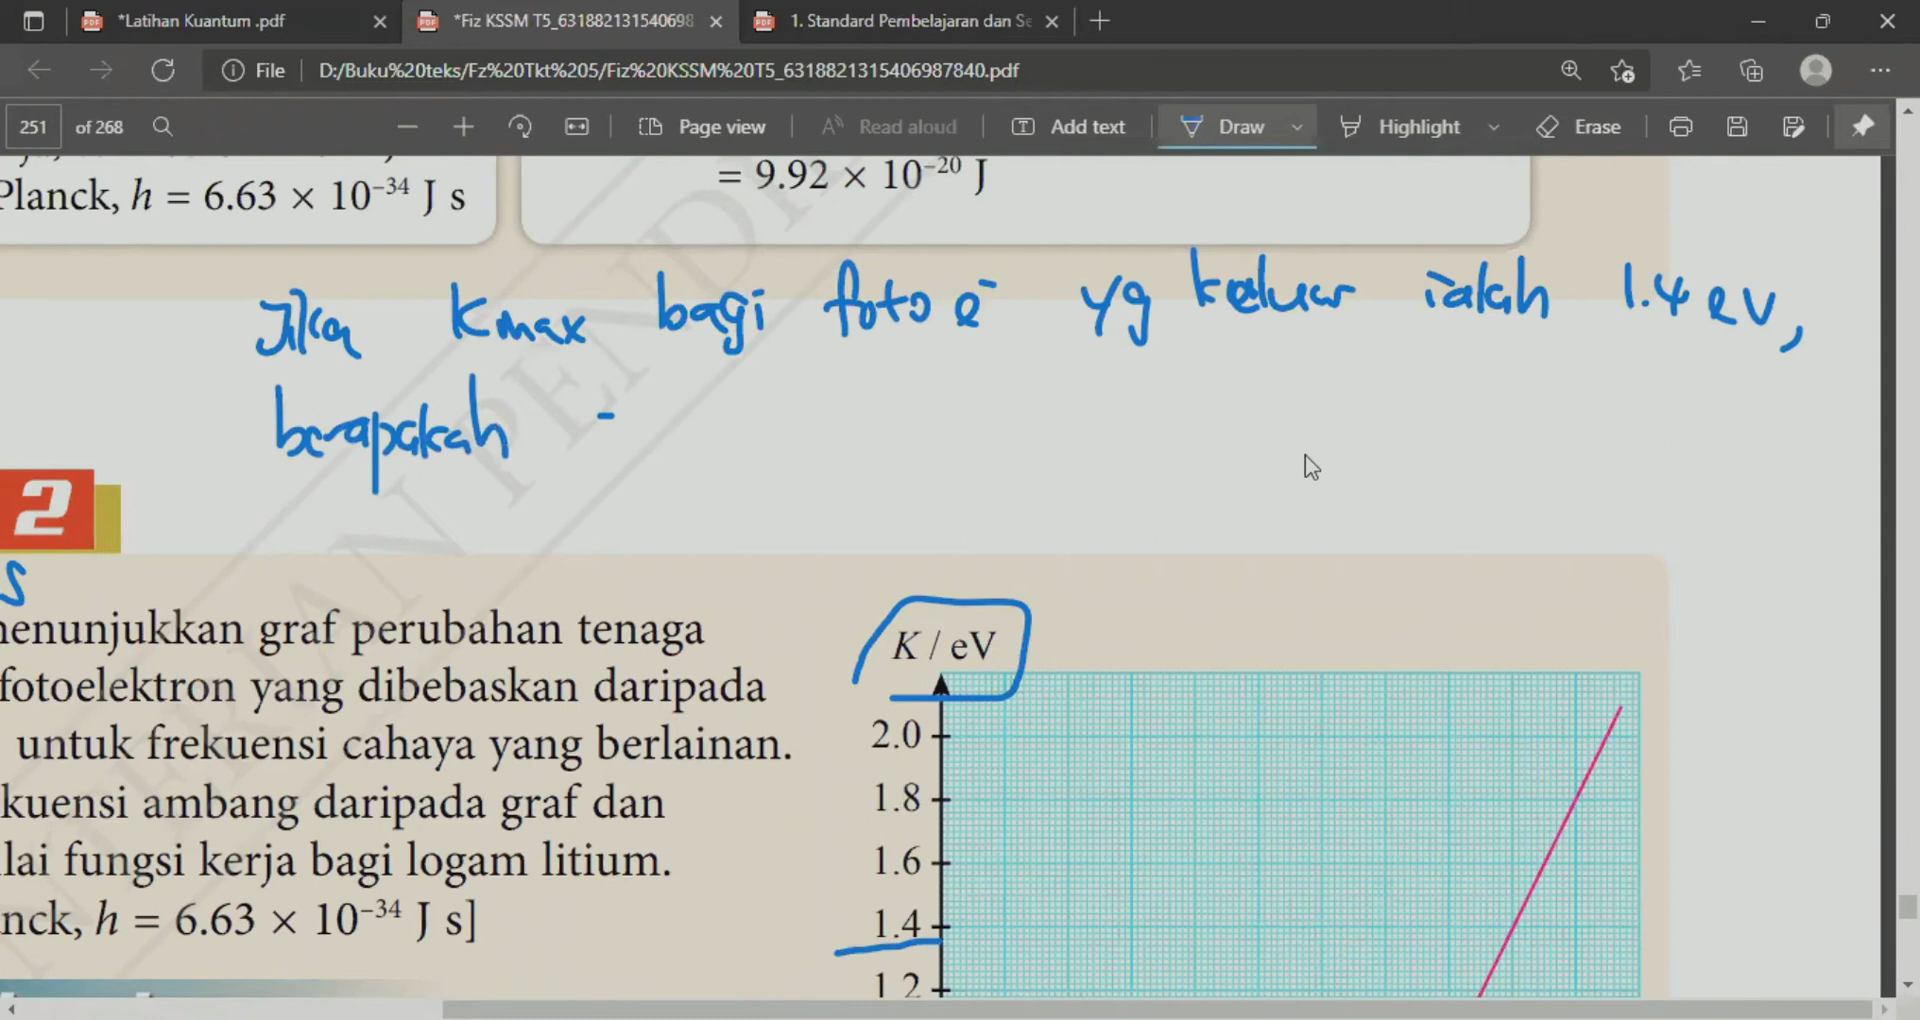 *Latihan Kuantum .pdf
*Fiz KSSM T5_631882131540698
1. Standard Pembelajaran dan Se
File
D:/Buku%20teks/Fz%20Tkt%205/Fiz%20KSSM%20T5_6318821315406987840.pdf
251 of 268
Page view
Read aloud
Add text
Draw
Highlight
Erase
Planck, h = 6.63 × 10⁻³⁴ J s
= 9.92 × 10⁻²⁰ J
Jika Kmax bagi foto e⁻ yg keluar ialah 1.4 eV,
berapakah -
2
s
menunjukkan graf perubahan tenaga
fotoelektron yang dibebaskan daripada
untuk frekuensi cahaya yang berlainan.
kuensi ambang daripada graf dan
lai fungsi kerja bagi logam litium.
nck, h = 6.63 × 10⁻³⁴ J s]
K / eV
2.0
1.8
1.6
1.4
1.2
KEMENTERIAN PENDI